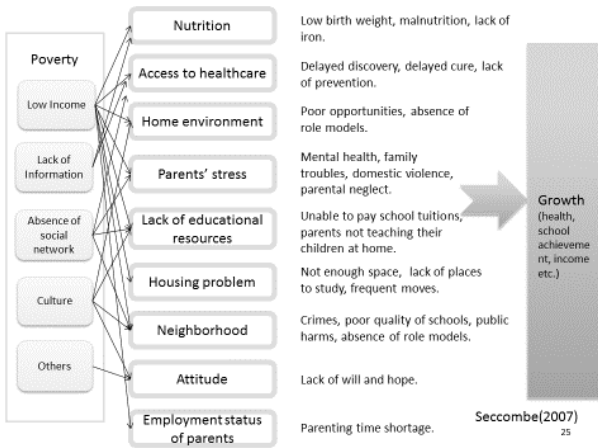 Poverty
Low Income
Lack of
Information
Absence of
social
network
Culture
Others
Nutrition
Access to healthcare
Home environment
Parents' stress
Lack of educational
resources
Housing problem
Neighborhood
Attitude
Employment status
of parents
Low birth weight, malnutrition, lack of
iron.
Delayed discovery, delayed cure, lack
of prevention.
Poor opportunities, absence of
role models.
Mental health, family
troubles, domestic violence,
parental neglect.
Unable to pay school tuitions,
parents not teaching their
children at home.
Not enough space, lack of places
to study, frequent moves.
Crimes, poor quality of schools, public
harms, absence of role models.
Lack of will and hope.
Parenting time shortage.
Growth
(health,
school
achieveme
nt, income
etc.)
Seccombe(2007)
25